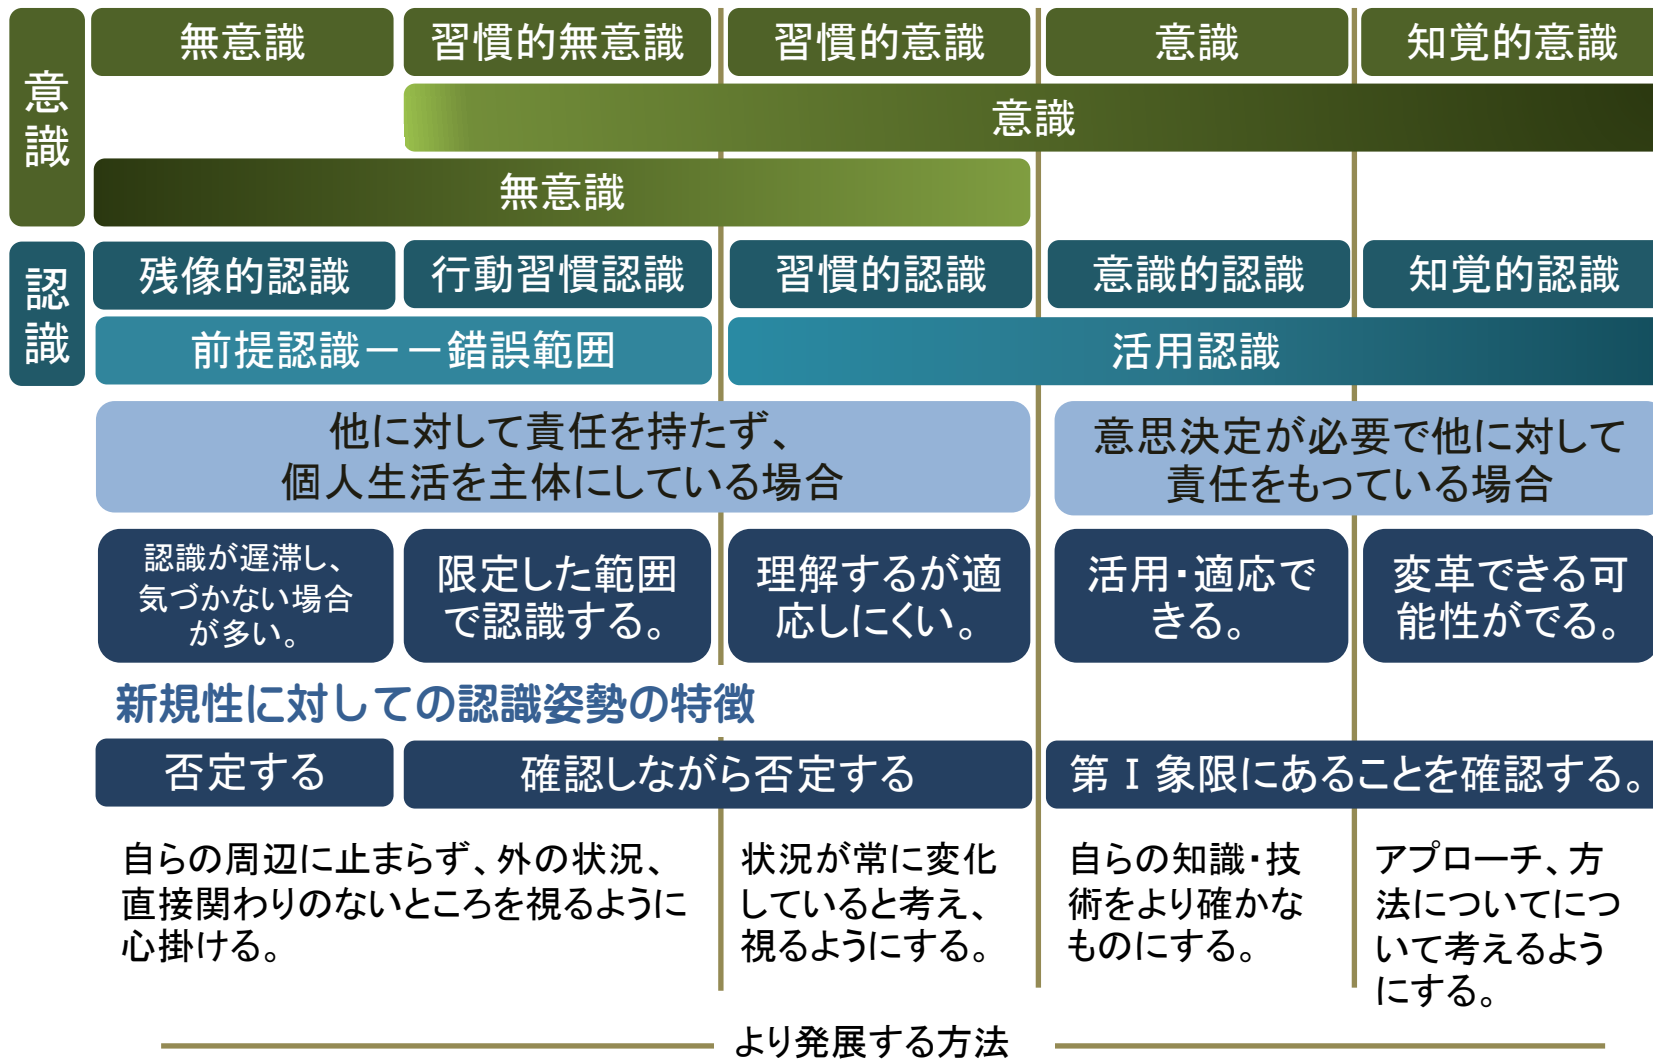 意識
無意識
習慣的無意識
習慣的意識
意識
知覚的意識
意識
無意識
認識
残像的認識
行動習慣認識
習慣的認識
意識的認識
知覚的認識
前提認識－－錯誤範囲
活用認識
他に対して責任を持たず、
個人生活を主体にしている場合
意思決定が必要で他に対して
責任をもっている場合
認識が遅滞し、
気づかない場合
が多い。
限定した範囲
で認識する。
理解するが適
応しにくい。
活用・適応で
きる。
変革できる可
能性がでる。
新規性に対しての認識姿勢の特徴
否定する
確認しながら否定する
第Ⅰ象限にあることを確認する。
自らの周辺に止まらず、外の状況、
直接関わりのないところを視るように
心掛ける。
状況が常に変化
していると考え、
視るようにする。
自らの知識・技
術をより確かな
ものにする。
アプローチ、方
法についてにつ
いて考えるよう
にする。
より発展する方法